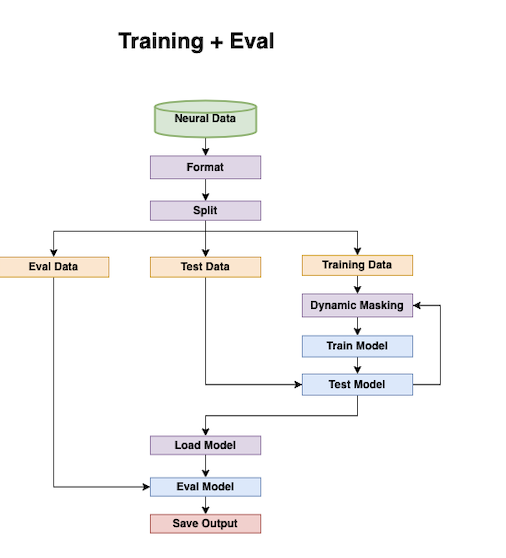 Training + Eval
Neural Data
Format
Split
Eval Data
Test Data
Training Data
Dynamic Masking
Train Model
Test Model
Load Model
Eval Model
Save Output